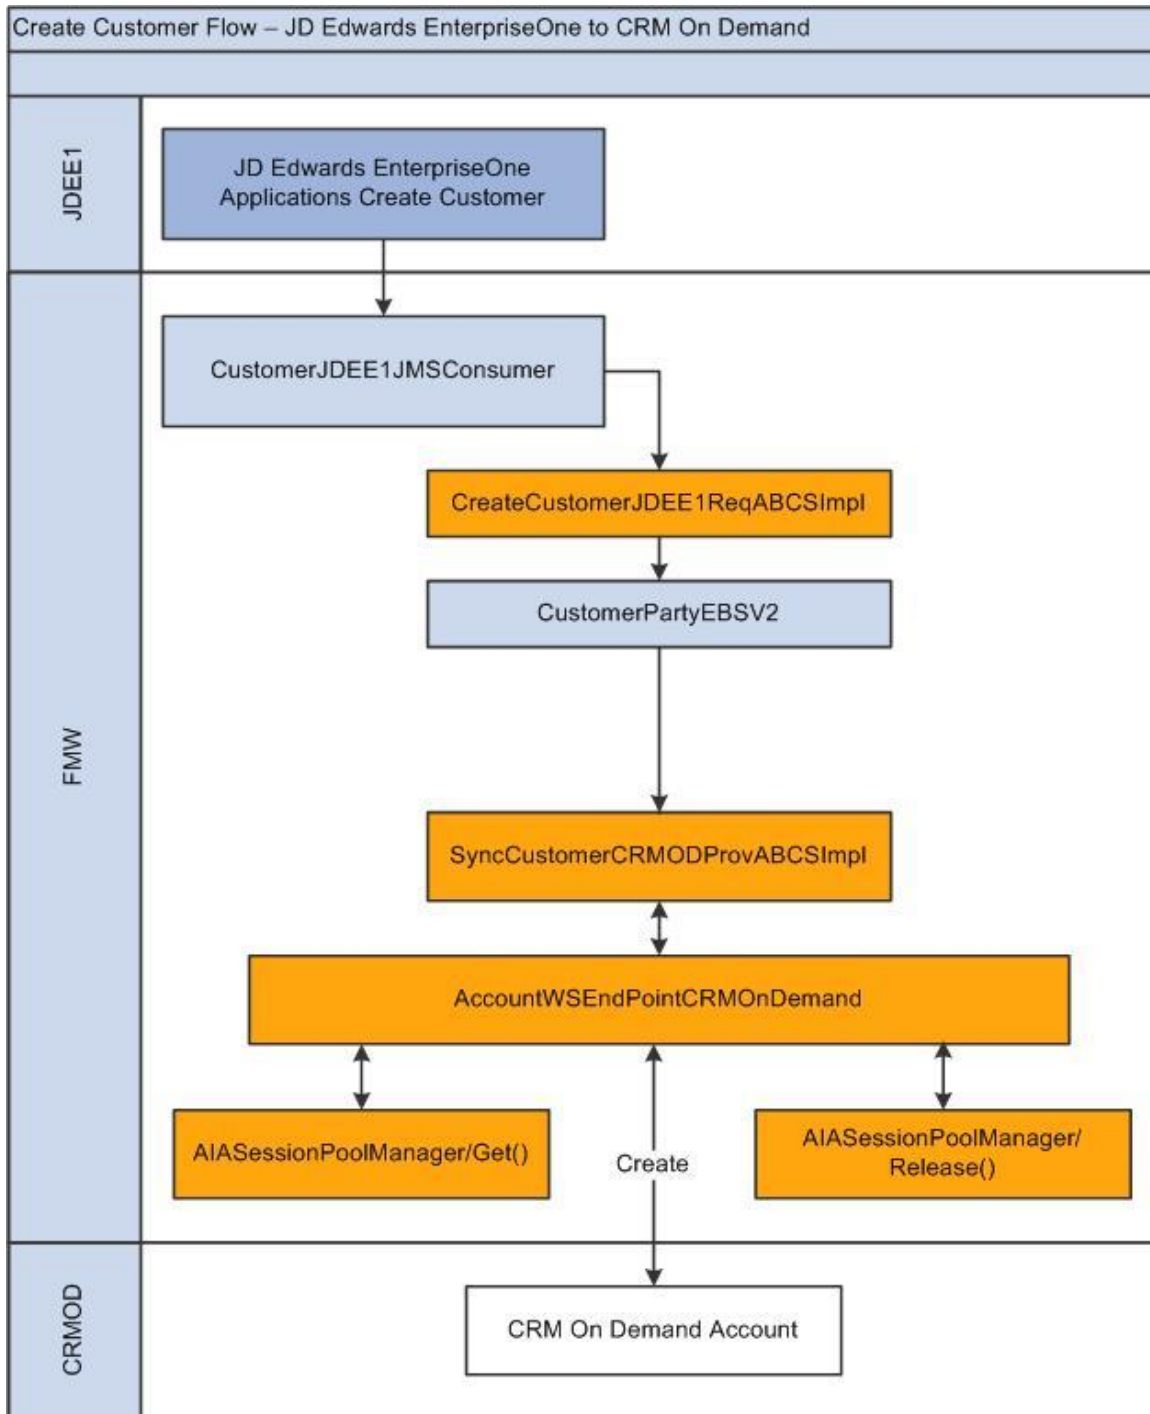 Create Customer Flow – JD Edwards EnterpriseOne to CRM On Demand
JDEE1
JD Edwards EnterpriseOne
Applications Create Customer
FMW
CustomerJDEE1JMSConsumer
CreateCustomerJDEE1ReqABCSImpl
CustomerPartyEBSV2
SyncCustomerCRMODProvABCSImpl
AccountWSEndPointCRMOnDemand
AIASessionPoolManager/Get()
Create
AIASessionPoolManager/
Release()
CRMOD
CRM On Demand Account